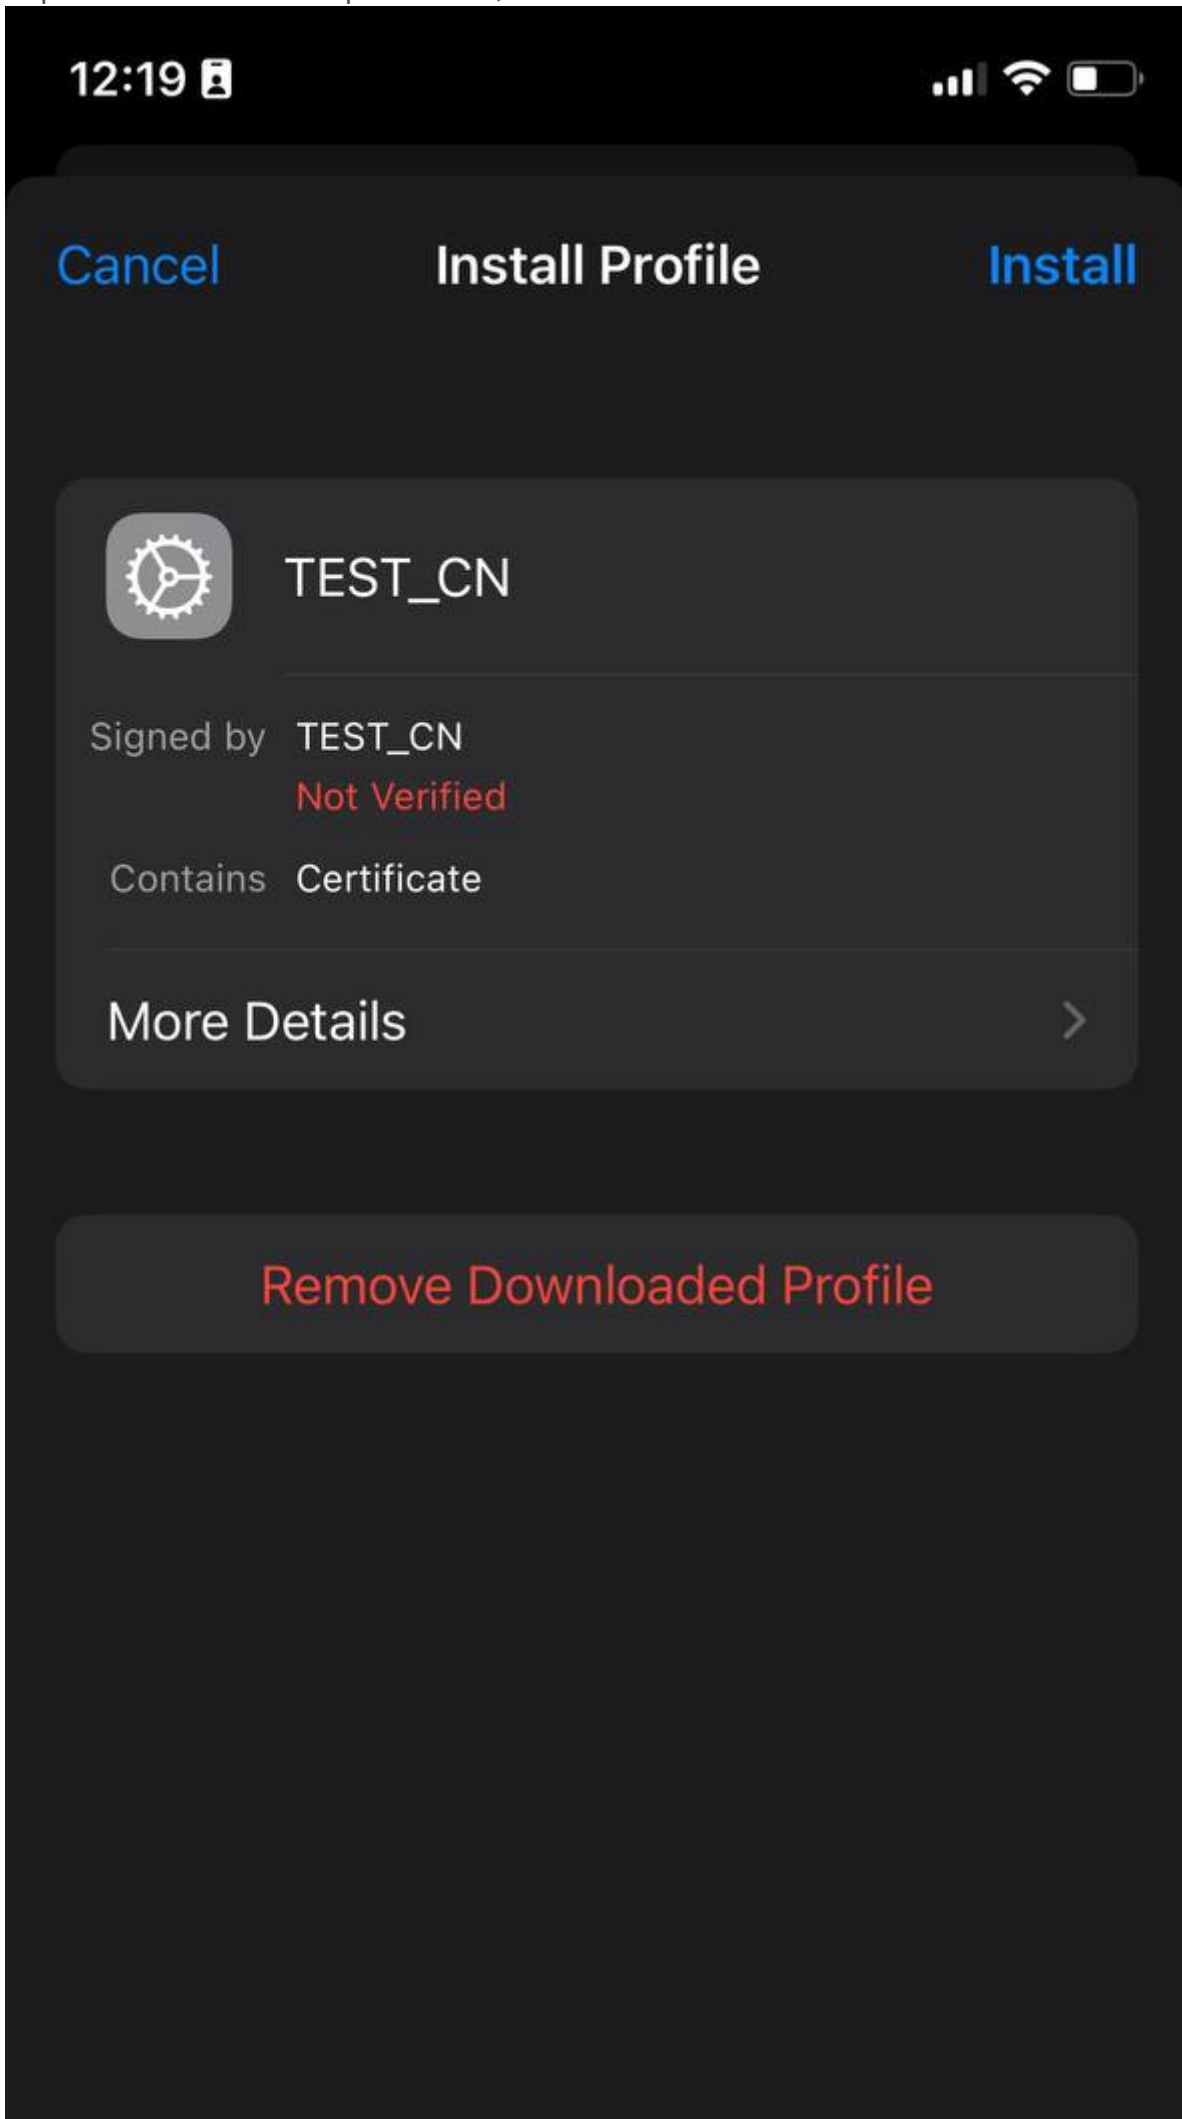 12:19
Cancel Install Profile Install
TEST_CN
Signed by TEST_CN
Not Verified
Contains Certificate
More Details
Remove Downloaded Profile